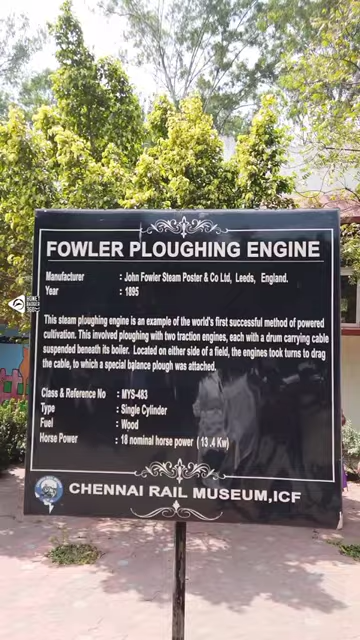 FOWLER PLOUGHING ENGINE
Manufacturer : John Fowler Steam Poster & Co Ltd, Leeds, England.
Year : 1895
This steam ploughing engine is an example of the world's first successful method of powered
cultivation. This involved ploughing with two traction engines, each with a drum carrying cable
suspended beneath its boiler. Located on either side of a field, the engines took turns to drag
the cable, to which a special balance plough was attached.
Class & Reference No : MYS-483
Type : Single Cylinder
Fuel : Wood
Horse Power : 18 nominal horse power (13.4 Kw)
CHENNAI RAIL MUSEUM,ICF